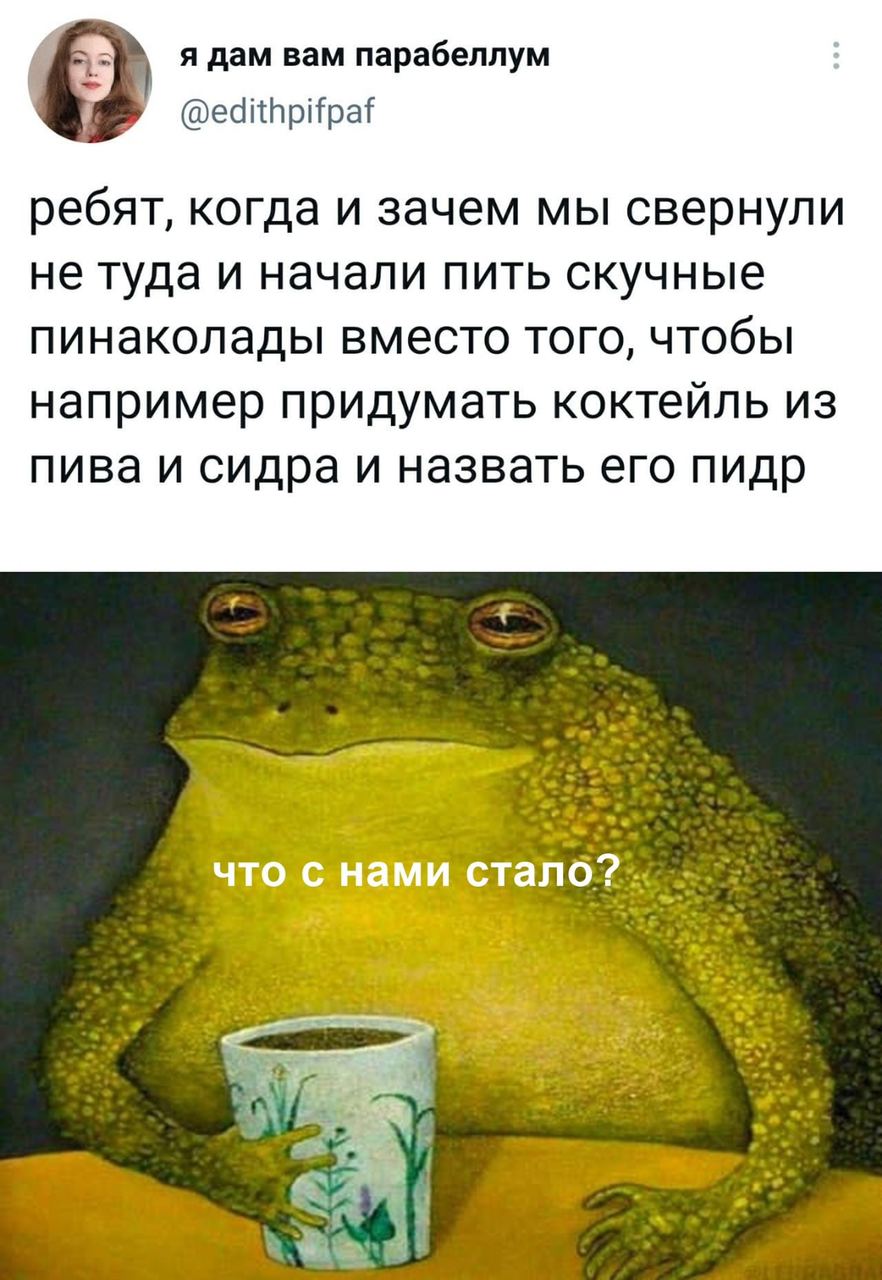 я дам вам парабеллум
@edithpifpaf
ребят, когда и зачем мы свернули
не туда и начали пить скучные
пинаколады вместо того, чтобы
например придумать коктейль из
пива и сидра и назвать его пидр
что с нами стало?